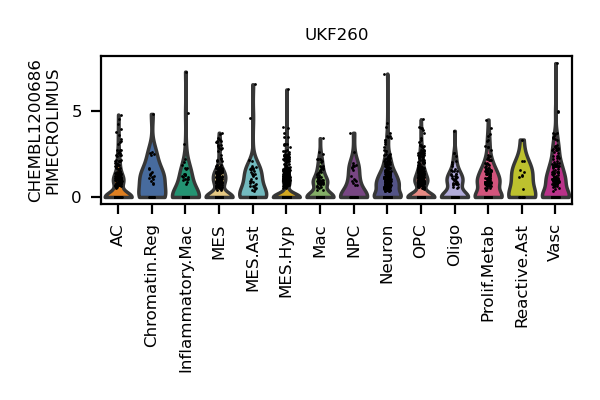 UKF260
CHEMBL1200686
PIMECROLIMUS
5
0
AC
Chromatin.Reg
Inflammatory.Mac
MES
MES.Ast
MES.Hyp
Mac
NPC
Neuron
OPC
Oligo
Prolif.Metab
Reactive.Ast
Vasc